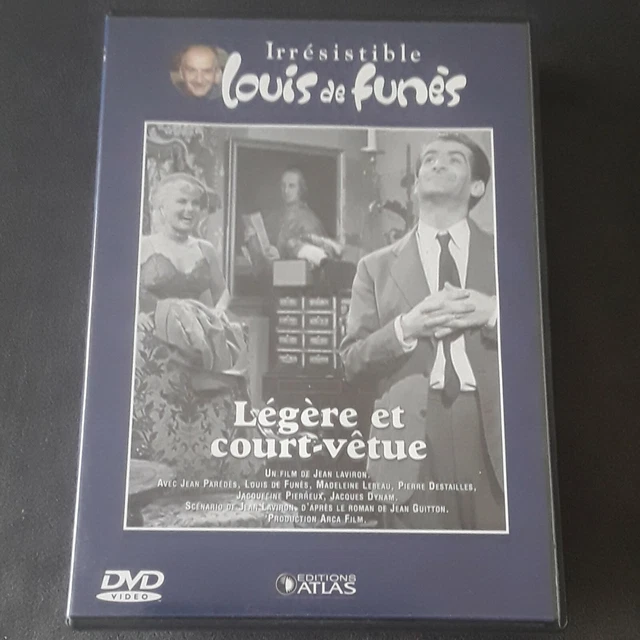 Irrésistible
louis de funès
Légère et
court-vêtue
UN FILM DE JEAN LAVIRON
AVEC JEAN PARÉDÈS, LOUIS DE FUNÈS, MADELEINE LEBEAU, PIERRE DESTAILLES,
JACQUELINE PIERREUX, JACQUES DYNAM.
SCÉNARIO DE JEAN LAVIRON, D'APRÈS LE ROMAN DE JEAN GUITTON.
PRODUCTION ARCA FILM.
DVD
VIDEO
EDITIONS
ATLAS